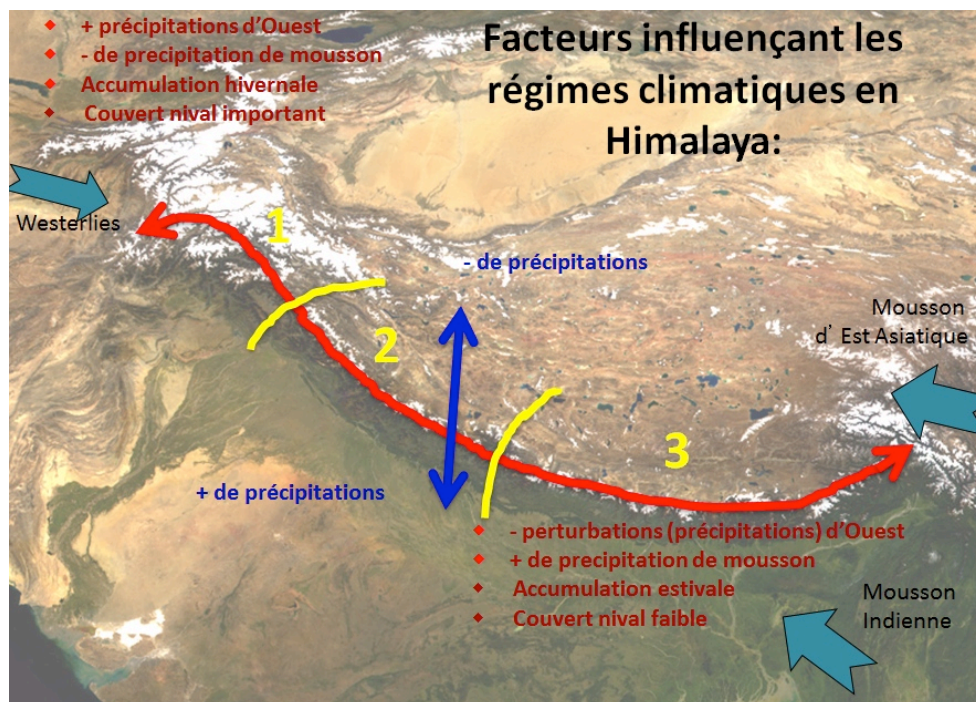 + précipitations d'Ouest
- de precipitation de mousson
Accumulation hivernale
Couvert nival important
Facteurs influençant les
régimes climatiques en
Himalaya:
Westerlies
1
- de précipitations
2
Mousson
d' Est Asiatique
3
+ de précipitations
- perturbations (précipitations) d'Ouest
+ de precipitation de mousson
Accumulation estivale
Couvert nival faible
Mousson
Indienne